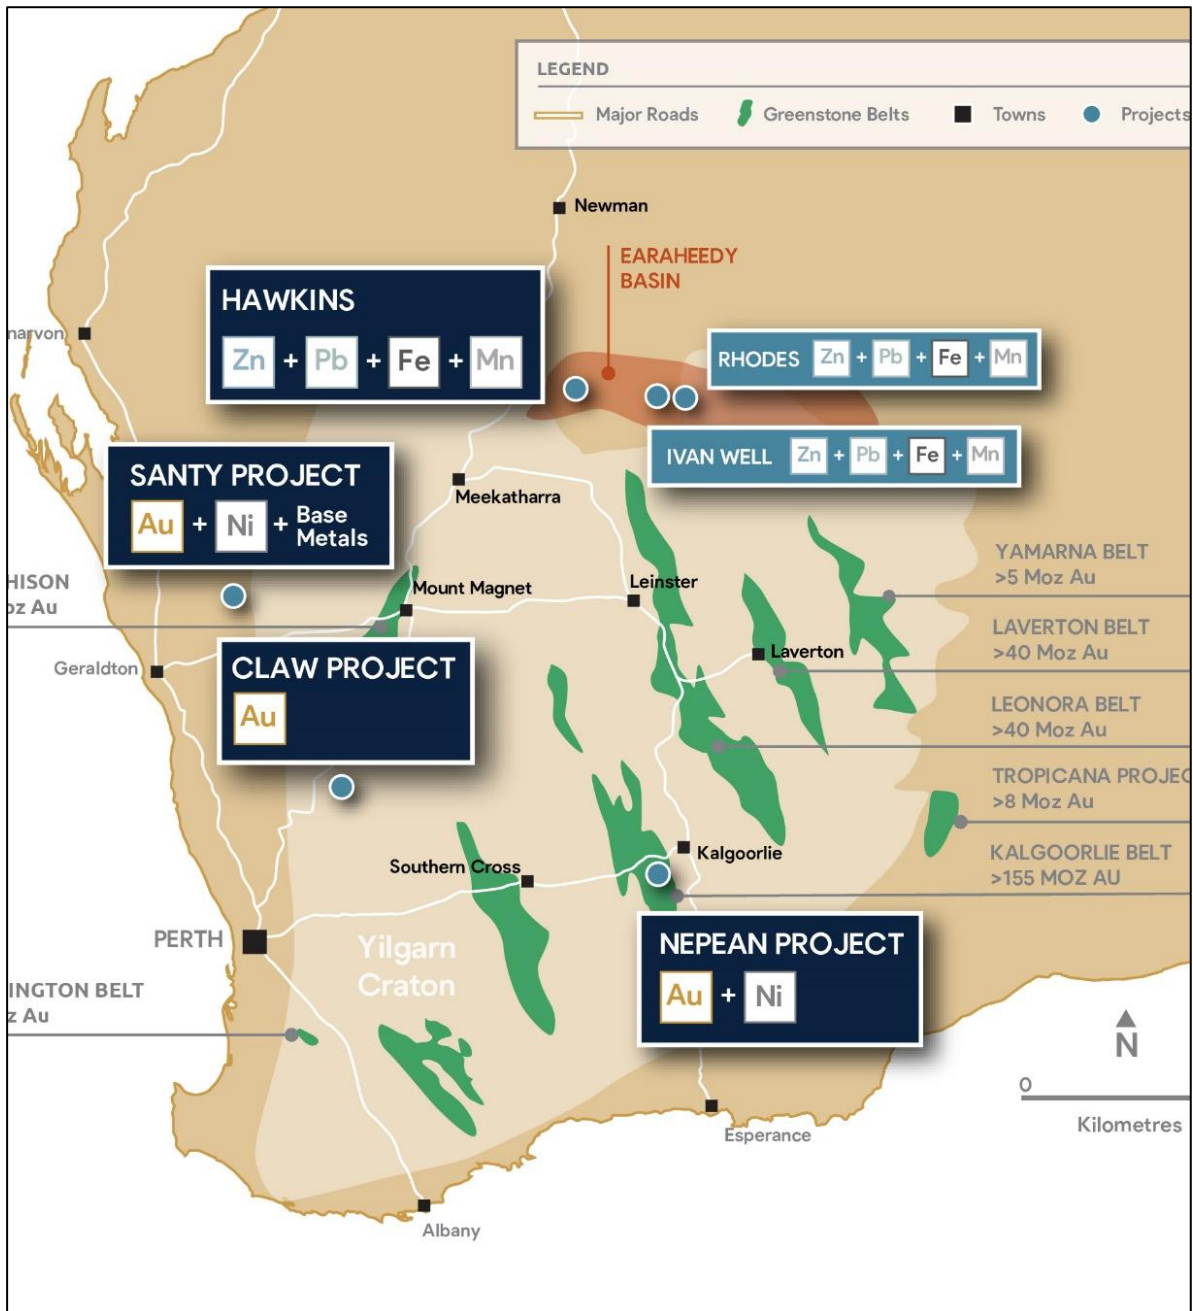 LEGEND
Major Roads
Greenstone Belts
Towns
Projects
Newman
EARAHEEDY
BASIN
HAWKINS
Zn + Pb + Fe + Mn
narvon
RHODES Zn + Pb + Fe + Mn
IVAN WELL Zn + Pb + Fe + Mn
SANTY PROJECT
Au + Ni + Base
Metals
Meekatharra
YAMARNA BELT
>5 Moz Au
HISON
oz Au
Mount Magnet
Leinster
LAVERTON BELT
>40 Moz Au
Geraldton
Laverton
CLAW PROJECT
Au
LEONORA BELT
>40 Moz Au
TROPICANA PROJEC
>8 Moz Au
Kalgoorlie
KALGOORLIE BELT
>155 MOZ AU
Southern Cross
PERTH
Yilgarn
Craton
NEPEAN PROJECT
Au + Ni
INGTON BELT
z Au
N
0
Kilometres
Esperance
Albany